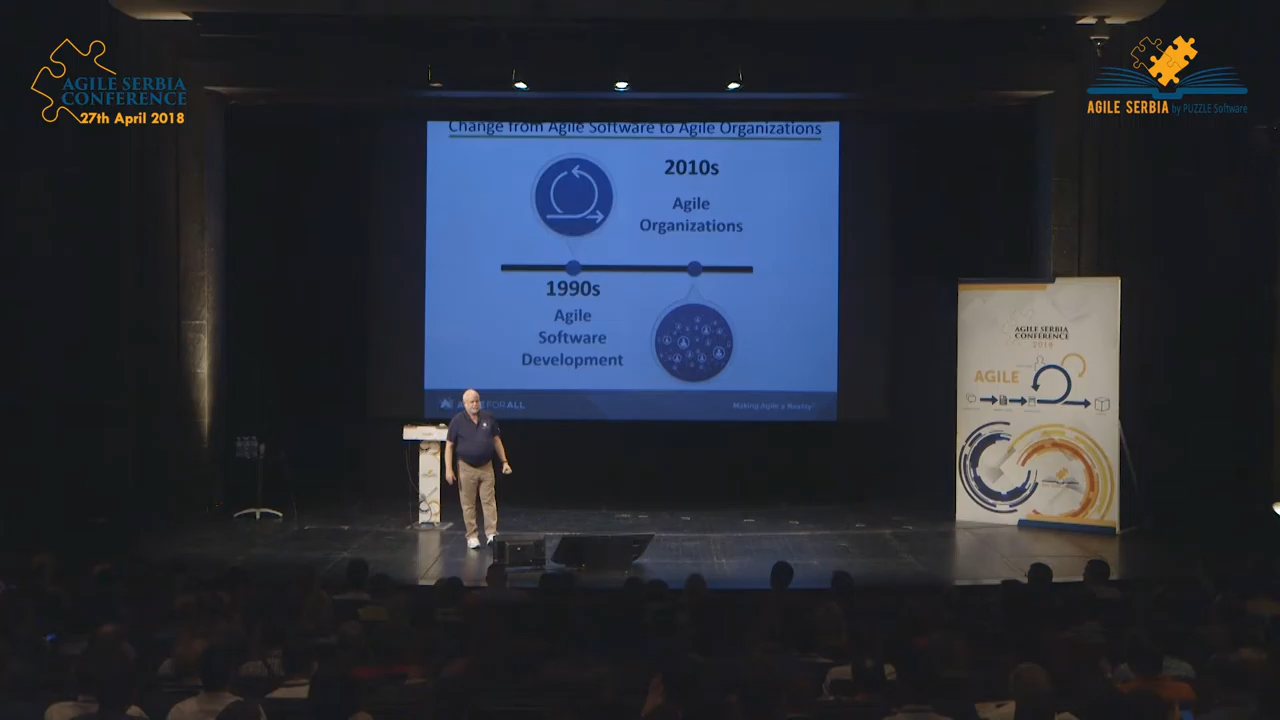 AGILE SERBIA
CONFERENCE
27th April 2018
AGILE SERBIA by PUZZLE Software
Change from Agile Software to Agile Organizations
2010s
Agile
Organizations
1990s
Agile
Software
Development
FOR ALL
Making Agile a Reality
AGILE SERBIA
CONFERENCE
2018
AGILE